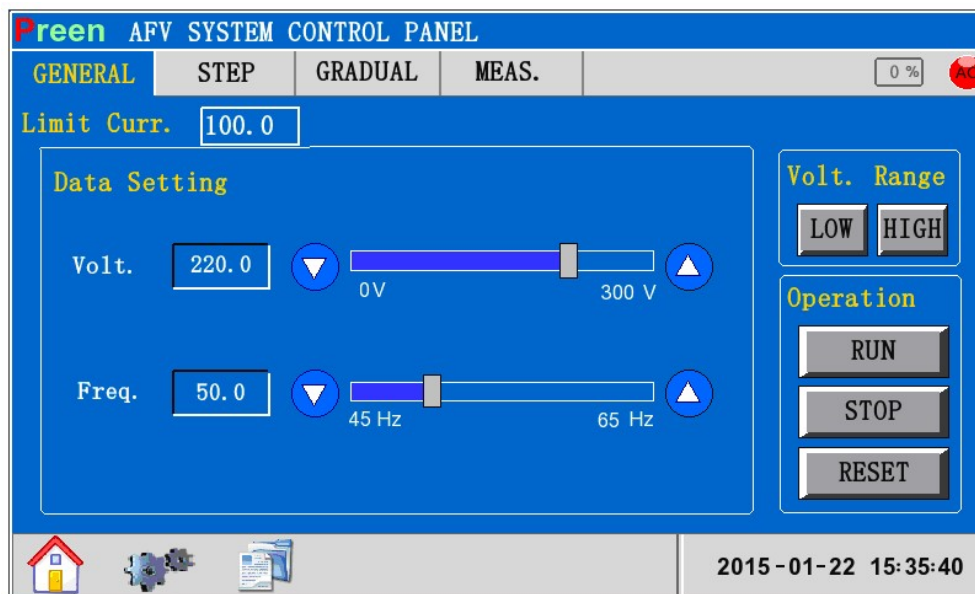 Preen AFV SYSTEM CONTROL PANEL
GENERAL STEP GRADUAL MEAS. 0 % AC
Limit Curr. 100.0
Data Setting
Volt. 220.0
0V 300 V
Freq. 50.0
45 Hz 65 Hz
Volt. Range
LOW HIGH
Operation
RUN
STOP
RESET
2015-01-22 15:35:40